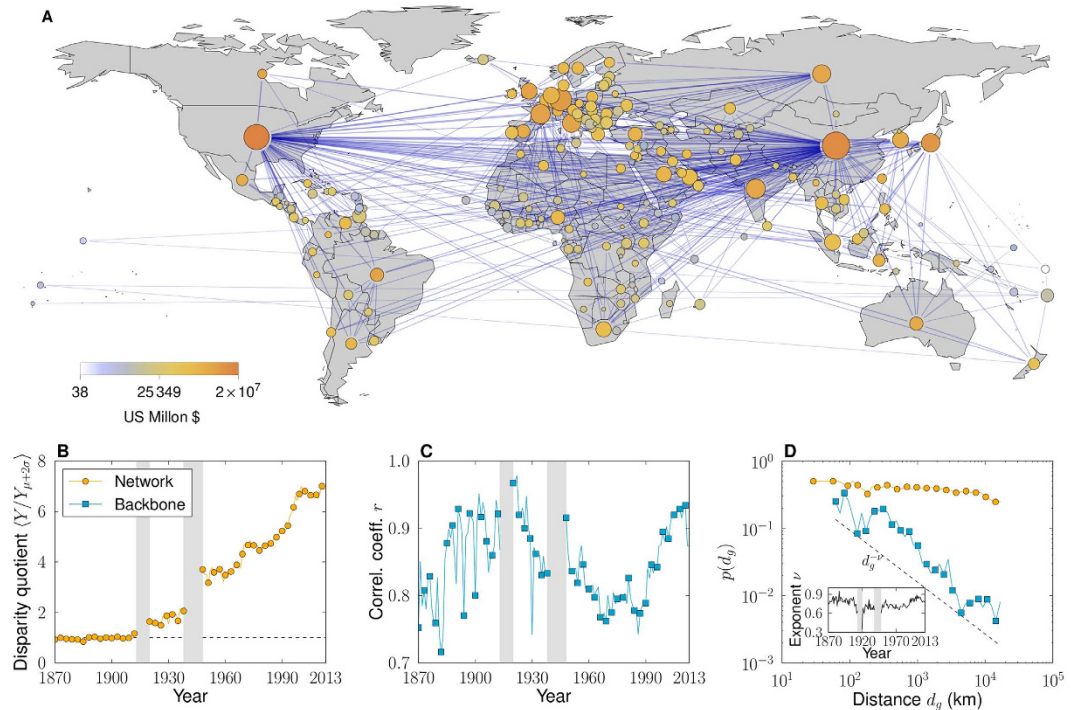 A
38
25 349
2×10⁷
US Millon $
B
Disparity quotient ⟨Y/Y_{μ+2σ}⟩
8
6
4
2
0
Network
Backbone
1870 1900 1930 1960 1990 2013
Year
C
Correl. coeff. r
1.0
0.9
0.8
0.7
1870 1900 1930 1960 1990 2013
Year
D
p(d_g)
10⁰
10⁻¹
10⁻²
10⁻³
d_g^{-ν}
Exponent ν
0.9
0.6
0.3
1870 1920 1970 2013
Year
10¹ 10² 10³ 10⁴ 10⁵
Distance d_g (km)